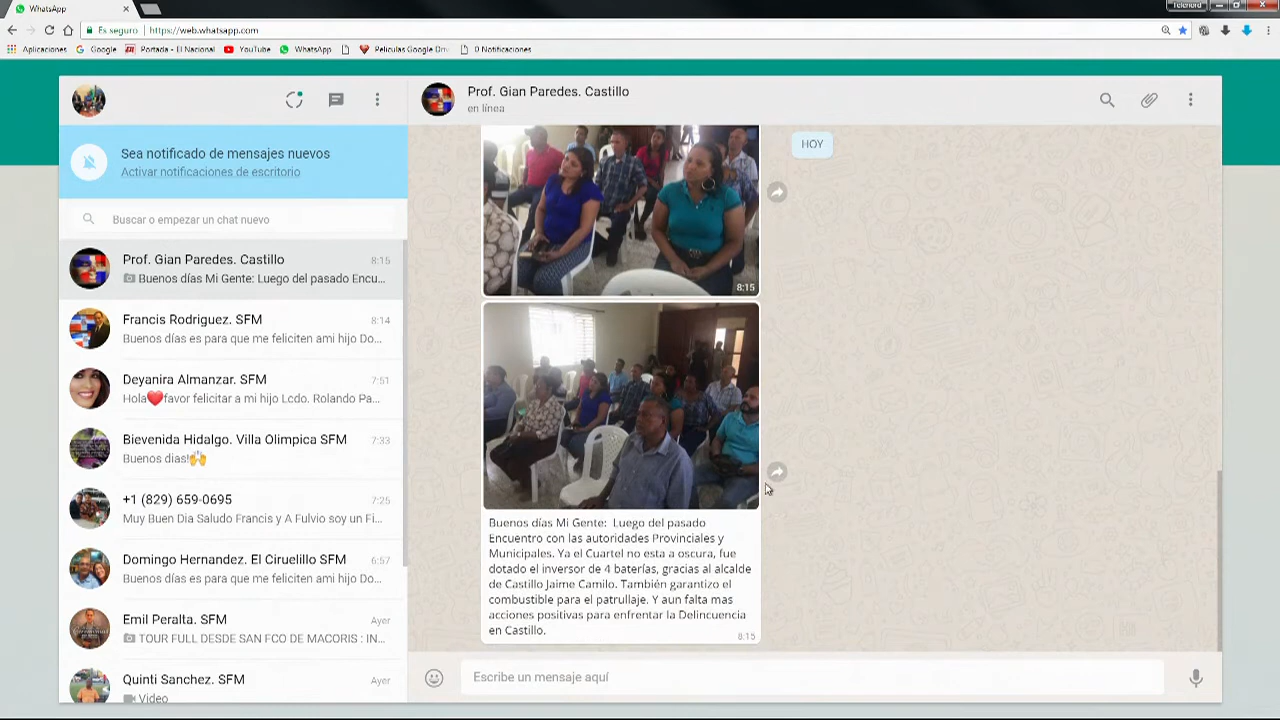 WhatsApp
Telenord
Es seguro
https://web.whatsapp.com
Aplicaciones
Google
Portada - El Nacional
YouTube
WhatsApp
Peliculas Google Dri
0 Notificaciones
Sea notificado de mensajes nuevos
Activar notificaciones de escritorio
Buscar o empezar un chat nuevo
Prof. Gian Paredes. Castillo 8:15
Buenos días Mi Gente: Luego del pasado Encu...
Francis Rodriguez. SFM 8:14
Buenos días es para que me feliciten ami hijo Do...
Deyanira Almanzar. SFM 7:51
Hola❤️favor felicitar a mi hijo Lcdo. Rolando Pa...
Bievenida Hidalgo. Villa Olimpica SFM 7:33
Buenos dias!🙌
+1 (829) 659-0695 7:25
Muy Buen Dia Saludo Francis y A Fulvio soy un Fi...
Domingo Hernandez. El Ciruelillo SFM 6:57
Buenos días es para que me feliciten ami hijo Do...
Emil Peralta. SFM Ayer
TOUR FULL DESDE SAN FCO DE MACORIS : IN...
Quinti Sanchez. SFM Ayer
Video
Prof. Gian Paredes. Castillo
en línea
HOY
8:15
Buenos días Mi Gente: Luego del pasado
Encuentro con las autoridades Provinciales y
Municipales. Ya el Cuartel no esta a oscura, fue
dotado el inversor de 4 baterías, gracias al alcalde
de Castillo Jaime Camilo. También garantizo el
combustible para el patrullaje. Y aun falta mas
acciones positivas para enfrentar la Delincuencia
en Castillo.
8:15
Escribe un mensaje aquí